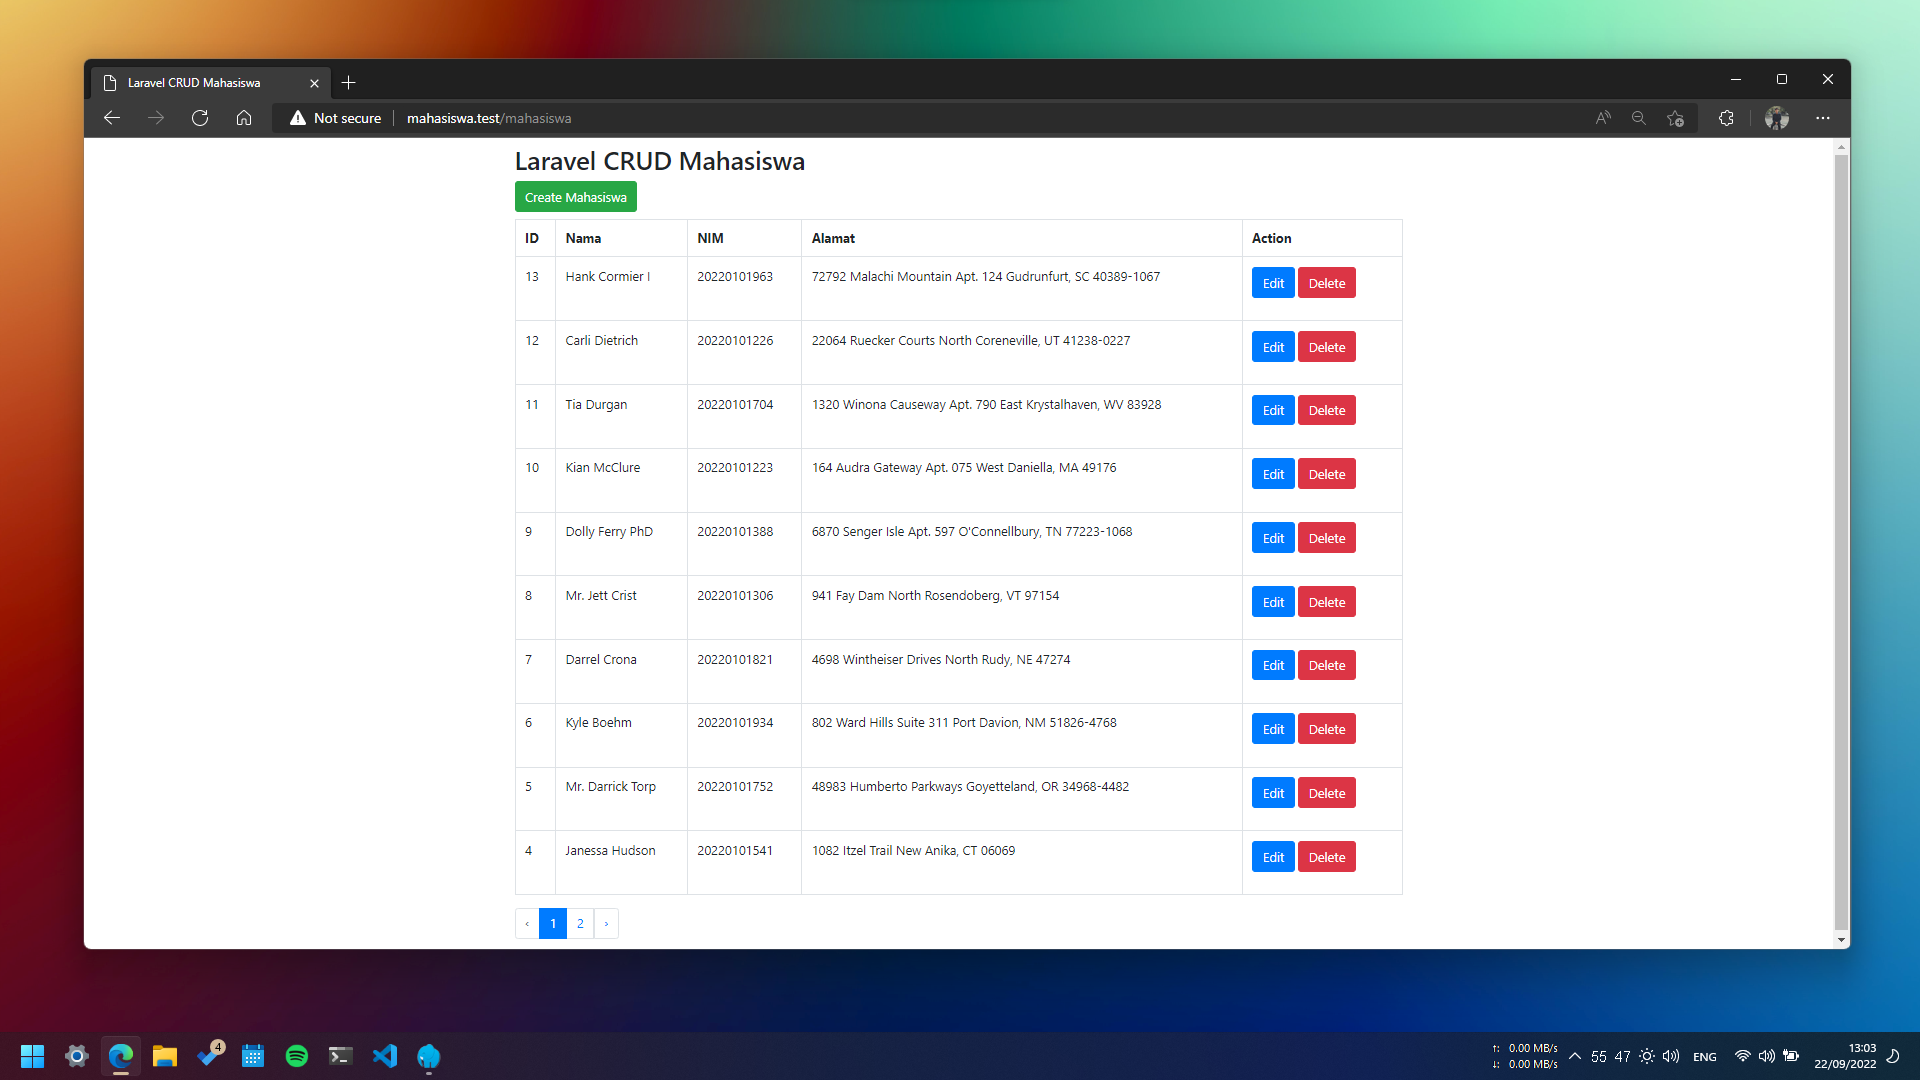 Laravel CRUD Mahasiswa
Not secure mahasiswa.test/mahasiswa
Laravel CRUD Mahasiswa
Create Mahasiswa
ID Nama NIM Alamat Action
13 Hank Cormier I 20220101963 72792 Malachi Mountain Apt. 124 Gudrunfurt, SC 40389-1067 Edit Delete
12 Carli Dietrich 20220101226 22064 Ruecker Courts North Coreneville, UT 41238-0227 Edit Delete
11 Tia Durgan 20220101704 1320 Winona Causeway Apt. 790 East Krystalhaven, WV 83928 Edit Delete
10 Kian McClure 20220101223 164 Audra Gateway Apt. 075 West Daniella, MA 49176 Edit Delete
9 Dolly Ferry PhD 20220101388 6870 Senger Isle Apt. 597 O'Connellbury, TN 77223-1068 Edit Delete
8 Mr. Jett Crist 20220101306 941 Fay Dam North Rosendoberg, VT 97154 Edit Delete
7 Darrel Crona 20220101821 4698 Wintheiser Drives North Rudy, NE 47274 Edit Delete
6 Kyle Boehm 20220101934 802 Ward Hills Suite 311 Port Davion, NM 51826-4768 Edit Delete
5 Mr. Darrick Torp 20220101752 48983 Humberto Parkways Goyetteland, OR 34968-4482 Edit Delete
4 Janessa Hudson 20220101541 1082 Itzel Trail New Anika, CT 06069 Edit Delete
‹ 1 2 ›
4
↑: 0.00 MB/s
↓: 0.00 MB/s
55 47 ENG
13:03
22/09/2022